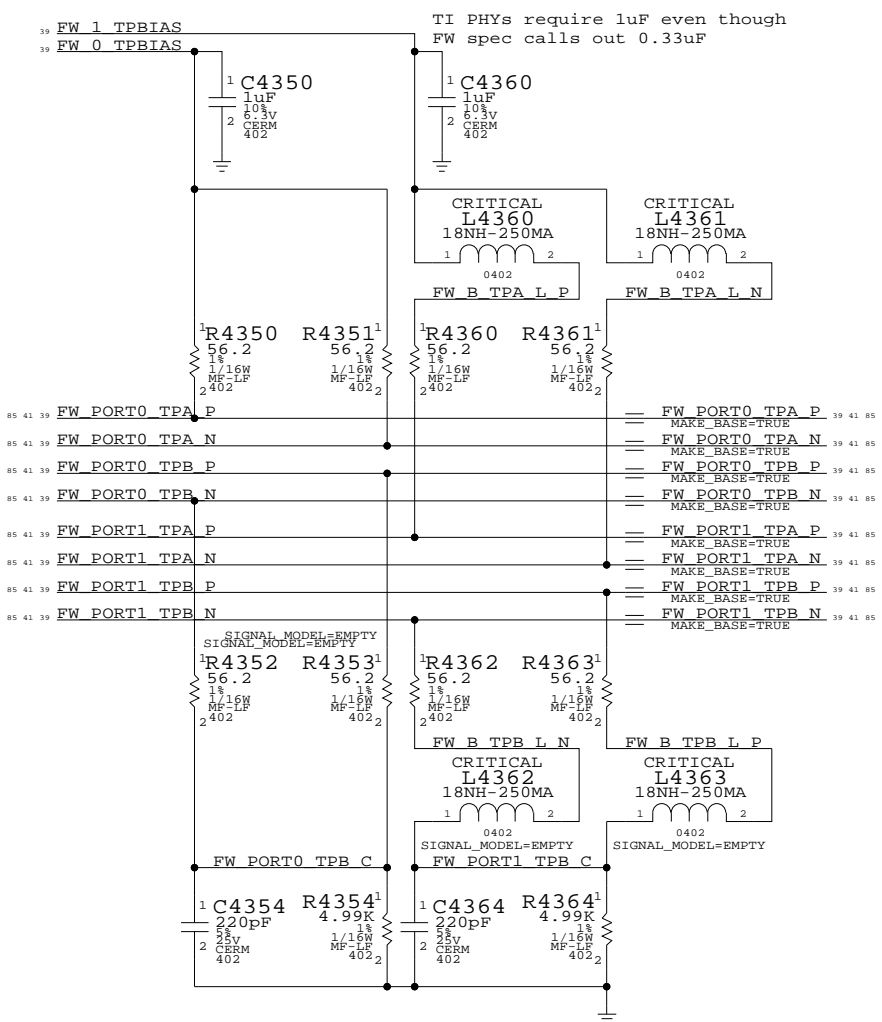 TI PHYs require 1uF even though
39 FW_1_TPBIAS
FW spec calls out 0.33uF
39 FW_0_TPBIAS
1 C4350
1uF
10%
6.3V
2 CERM
402
1 C4360
1uF
10%
6.3V
2 CERM
402
CRITICAL
L4360
18NH-250MA
1 2
0402
FW_B_TPA_L_P
CRITICAL
L4361
18NH-250MA
1 2
0402
FW_B_TPA_L_N
1 R4350
56.2
1%
1/16W
MF-LF
2 402
R4351 1
56.2
1%
1/16W
MF-LF
402 2
1 R4360
56.2
1%
1/16W
MF-LF
2 402
R4361 1
56.2
1%
1/16W
MF-LF
402 2
85 41 39 FW_PORT0_TPA_P FW_PORT0_TPA_P 39 41 85
MAKE_BASE=TRUE
85 41 39 FW_PORT0_TPA_N FW_PORT0_TPA_N 39 41 85
MAKE_BASE=TRUE
85 41 39 FW_PORT0_TPB_P FW_PORT0_TPB_P 39 41 85
MAKE_BASE=TRUE
85 41 39 FW_PORT0_TPB_N FW_PORT0_TPB_N 39 41 85
MAKE_BASE=TRUE
85 41 39 FW_PORT1_TPA_P FW_PORT1_TPA_P 39 41 85
MAKE_BASE=TRUE
85 41 39 FW_PORT1_TPA_N FW_PORT1_TPA_N 39 41 85
MAKE_BASE=TRUE
85 41 39 FW_PORT1_TPB_P FW_PORT1_TPB_P 39 41 85
MAKE_BASE=TRUE
85 41 39 FW_PORT1_TPB_N FW_PORT1_TPB_N 39 41 85
MAKE_BASE=TRUE
SIGNAL_MODEL=EMPTY
SIGNAL_MODEL=EMPTY
1 R4352
56.2
1%
1/16W
MF-LF
2 402
R4353 1
56.2
1%
1/16W
MF-LF
402 2
1 R4362
56.2
1%
1/16W
MF-LF
2 402
R4363 1
56.2
1%
1/16W
MF-LF
402 2
FW_B_TPB_L_N
CRITICAL
L4362
18NH-250MA
1 2
0402
SIGNAL_MODEL=EMPTY
FW_B_TPB_L_P
CRITICAL
L4363
18NH-250MA
1 2
0402
SIGNAL_MODEL=EMPTY
FW_PORT0_TPB_C
FW_PORT1_TPB_C
1 C4354
220pF
5%
25V
2 CERM
402
R4354 1
4.99K
1%
1/16W
MF-LF
402 2
1 C4364
220pF
5%
25V
2 CERM
402
R4364 1
4.99K
1%
1/16W
MF-LF
402 2